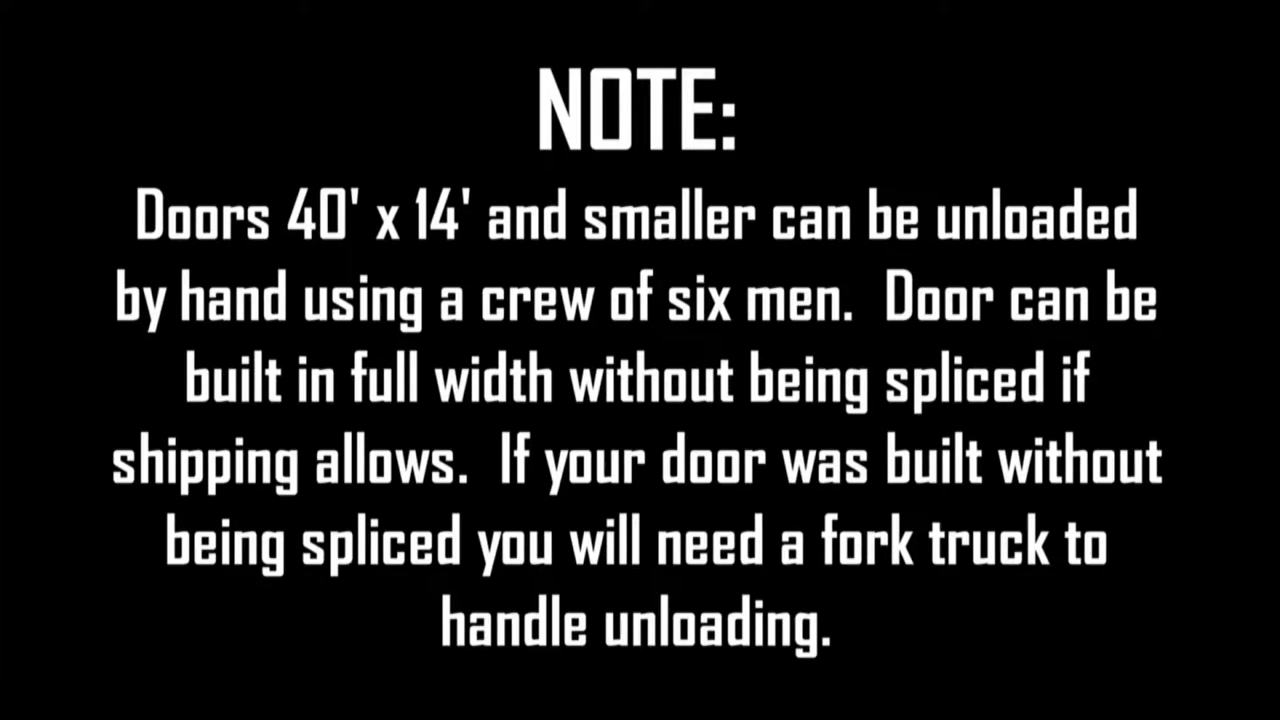 NOTE:
Doors 40' x 14' and smaller can be unloaded
by hand using a crew of six men.  Door can be
built in full width without being spliced if
shipping allows.  If your door was built without
being spliced you will need a fork truck to
handle unloading.